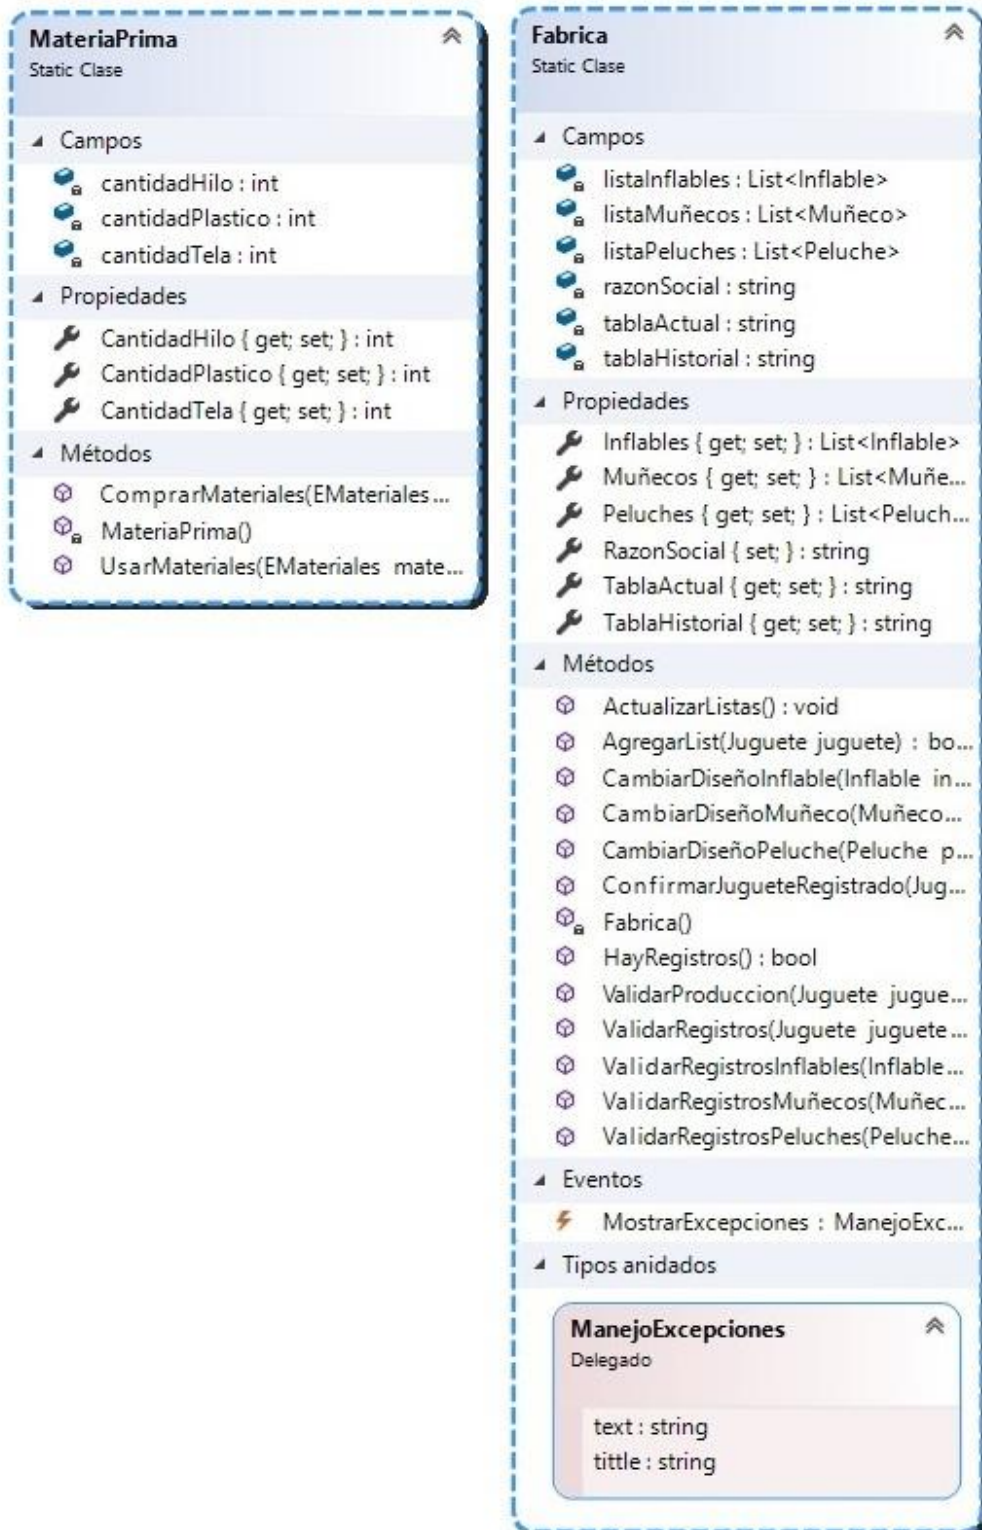 MateriaPrima
Static Clase
Campos
cantidadHilo : int
cantidadPlastico : int
cantidadTela : int
Propiedades
CantidadHilo { get; set; } : int
CantidadPlastico { get; set; } : int
CantidadTela { get; set; } : int
Métodos
ComprarMateriales(EMateriales...
MateriaPrima()
UsarMateriales(EMateriales mate...
Fabrica
Static Clase
Campos
listaInflables : List<Inflable>
listaMuñecos : List<Muñeco>
listaPeluches : List<Peluche>
razonSocial : string
tablaActual : string
tablaHistorial : string
Propiedades
Inflables { get; set; } : List<Inflable>
Muñecos { get; set; } : List<Muñe...
Peluches { get; set; } : List<Peluch...
RazonSocial { set; } : string
TablaActual { get; set; } : string
TablaHistorial { get; set; } : string
Métodos
ActualizarListas() : void
AgregarList(Juguete juguete) : bo...
CambiarDiseñoInflable(Inflable in...
CambiarDiseñoMuñeco(Muñeco...
CambiarDiseñoPeluche(Peluche p...
ConfirmarJugueteRegistrado(Jug...
Fabrica()
HayRegistros() : bool
ValidarProduccion(Juguete jugue...
ValidarRegistros(Juguete juguete...
ValidarRegistrosInflables(Inflable...
ValidarRegistrosMuñecos(Muñec...
ValidarRegistrosPeluches(Peluche...
Eventos
MostrarExcepciones : ManejoExc...
Tipos anidados
ManejoExcepciones
Delegado
text : string
tittle : string